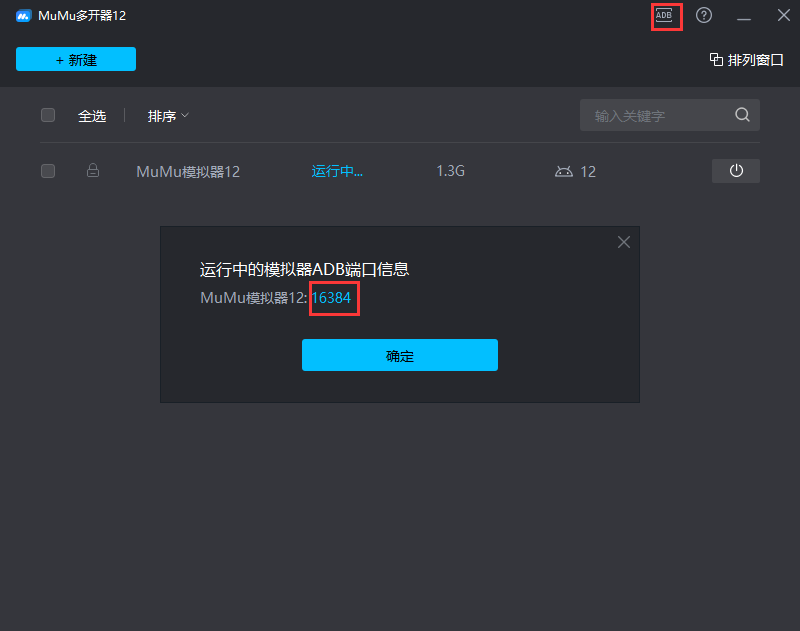 MuMu多开器12
ADB
+ 新建
排列窗口
全选
排序
输入关键字
MuMu模拟器12 运行中... 1.3G 12
运行中的模拟器ADB端口信息
MuMu模拟器12: 16384
确定